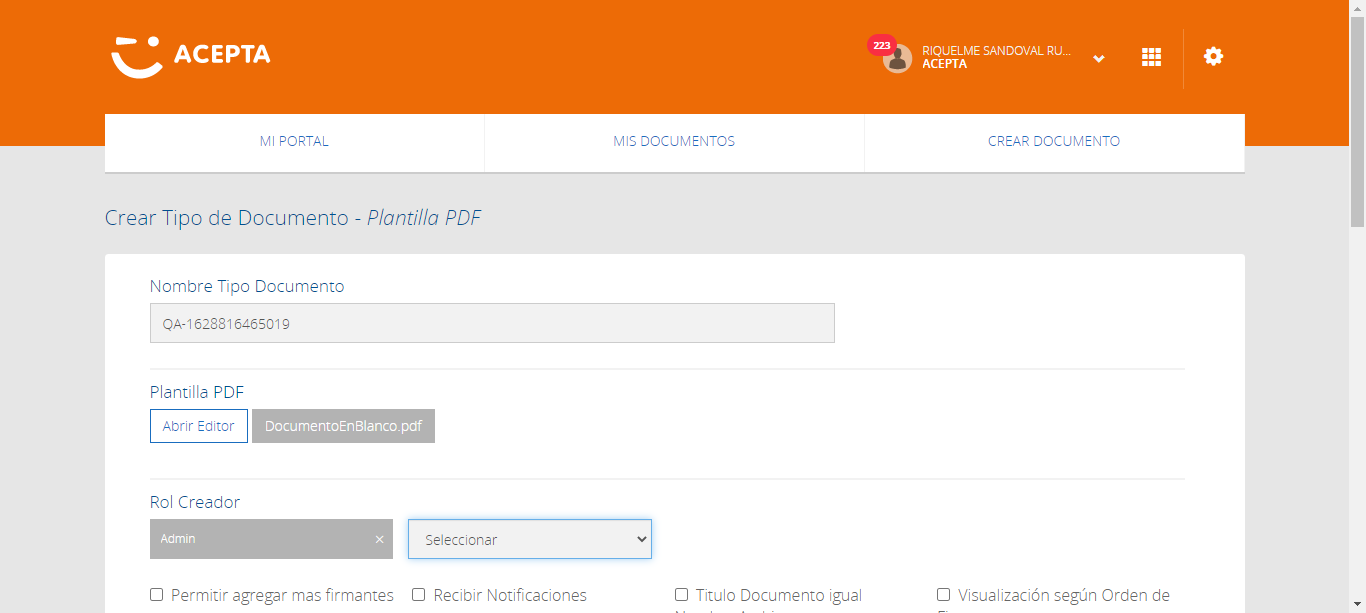 ACEPTA
223
RIQUELME SANDOVAL RU...
ACEPTA
MI PORTAL
MIS DOCUMENTOS
CREAR DOCUMENTO
Crear Tipo de Documento - Plantilla PDF
Nombre Tipo Documento
QA-1628816465019
Plantilla PDF
Abrir Editor
DocumentoEnBlanco.pdf
Rol Creador
Admin ×
Seleccionar
Permitir agregar mas firmantes
Recibir Notificaciones
Titulo Documento igual
Visualización según Orden de